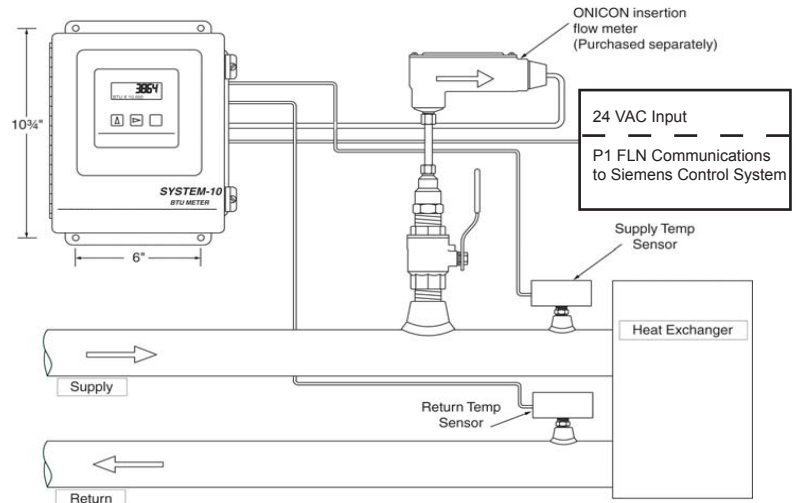 ONICON insertion
flow meter
(Purchased separately)
3864
BTU X 10,000
24 VAC Input
P1 FLN Communications
to Siemens Control System
10¾"
SYSTEM-10
BTU METER
6"
Supply Temp
Sensor
Heat Exchanger
Supply
Return Temp
Sensor
Return